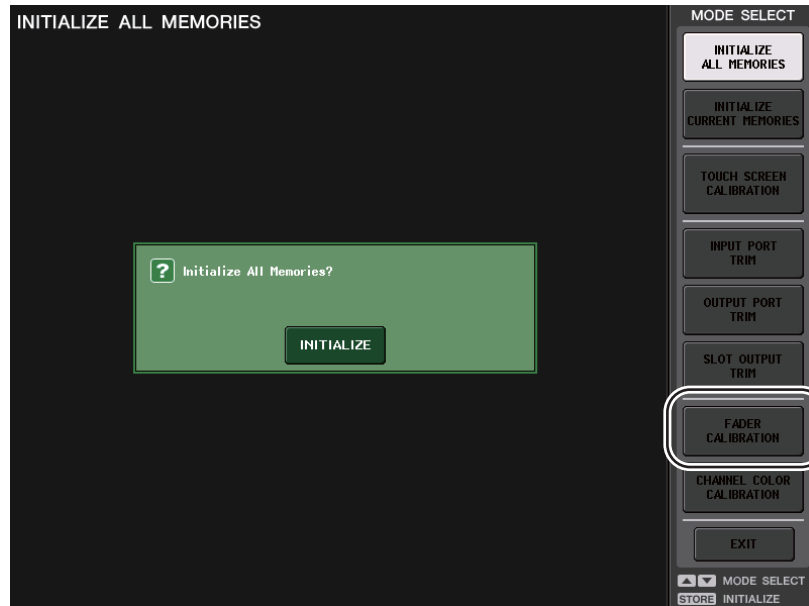 INITIALIZE ALL MEMORIES
? Initialize All Memories?
INITIALIZE
MODE SELECT
INITIALIZE
ALL MEMORIES
INITIALIZE
CURRENT MEMORIES
TOUCH SCREEN
CALIBRATION
INPUT PORT
TRIM
OUTPUT PORT
TRIM
SLOT OUTPUT
TRIM
FADER
CALIBRATION
CHANNEL COLOR
CALIBRATION
EXIT
MODE SELECT
STORE INITIALIZE